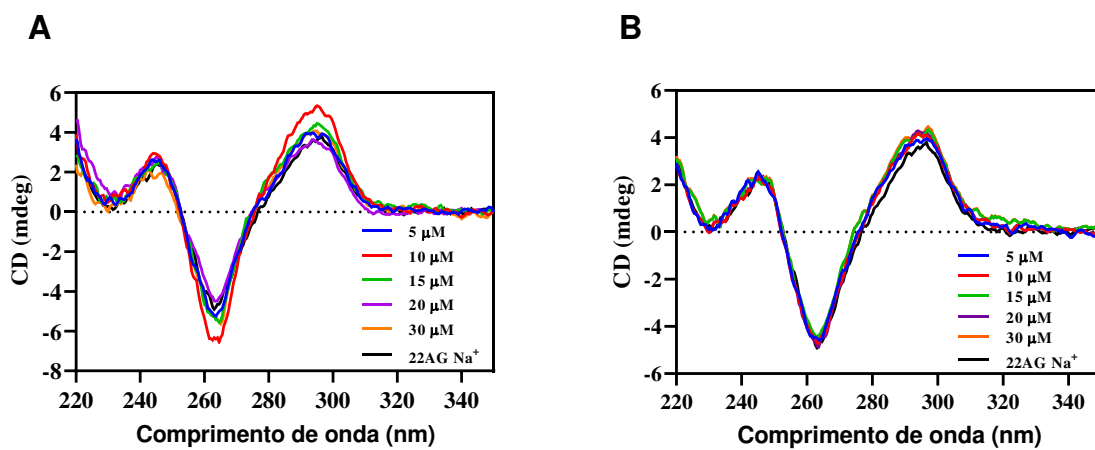 A
B
6
4
2
0
-2
-4
-6
-8
CD (mdeg)
5 μM
10 μM
15 μM
20 μM
30 μM
22AG Na⁺
220 240 260 280 300 320 340
Comprimento de onda (nm)
6
4
2
0
-2
-4
-6
CD (mdeg)
5 μM
10 μM
15 μM
20 μM
30 μM
22AG Na⁺
220 240 260 280 300 320 340
Comprimento de onda (nm)